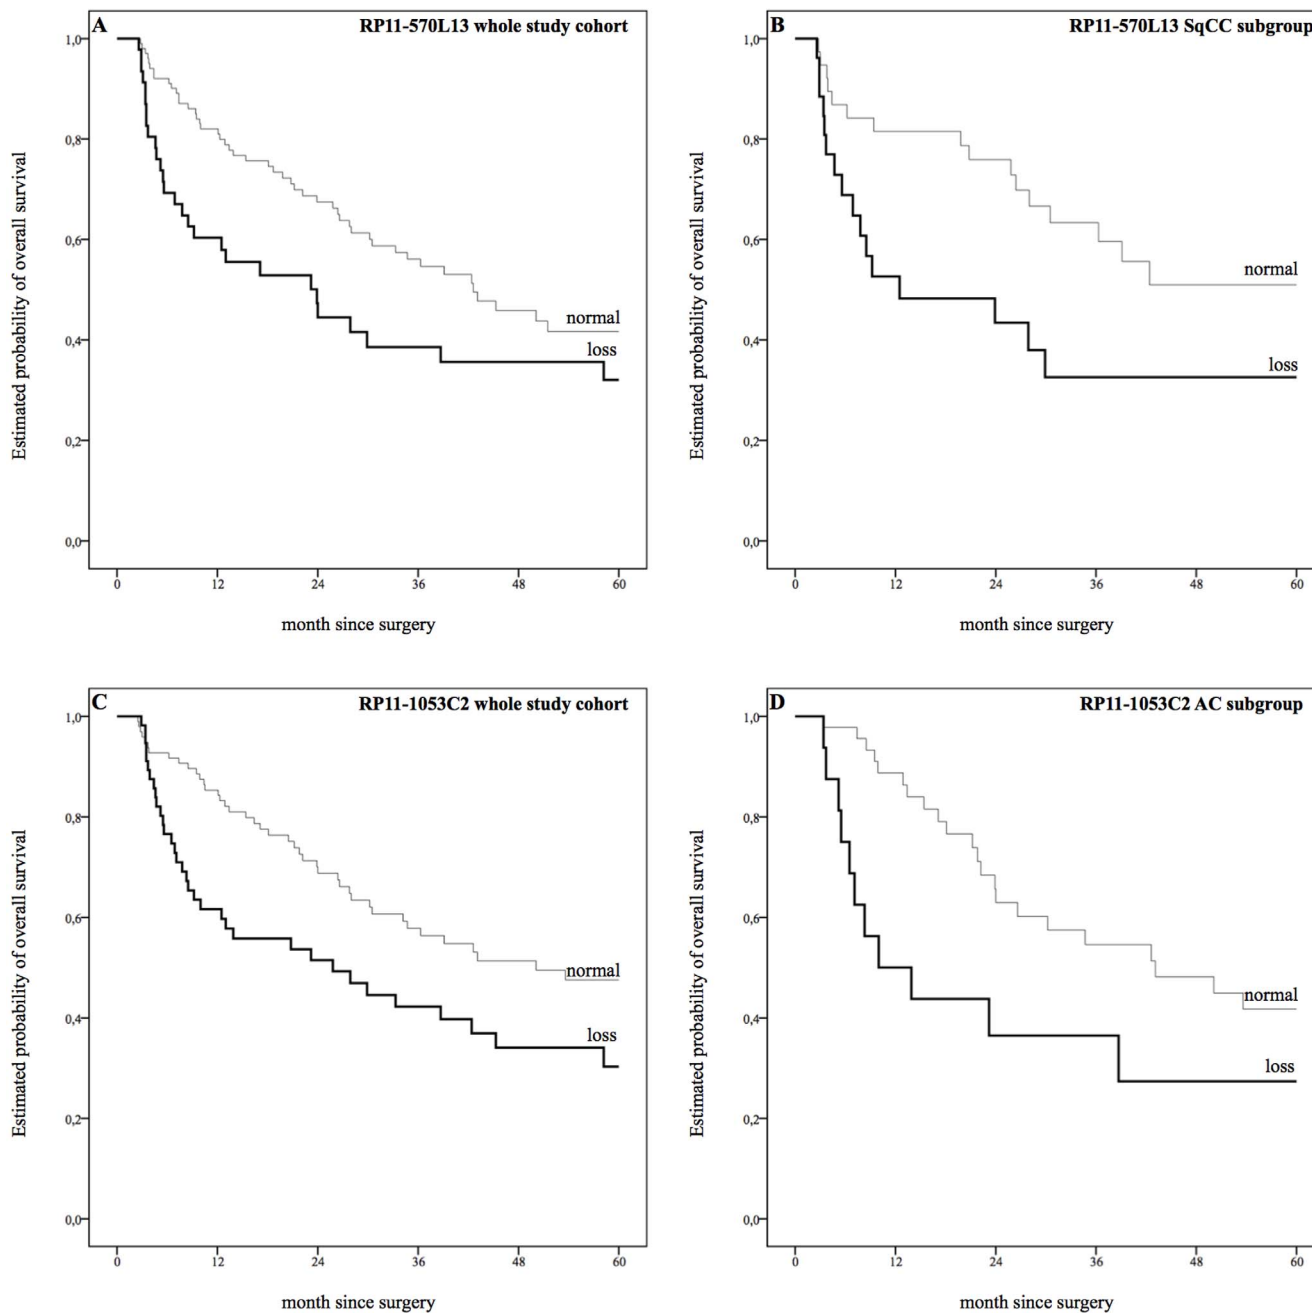 A
RP11-570L13 whole study cohort
Estimated probability of overall survival
1,0
0,8
0,6
0,4
0,2
0,0
normal
loss
0 12 24 36 48 60
month since surgery
B
RP11-570L13 SqCC subgroup
Estimated probability of overall survival
1,0
0,8
0,6
0,4
0,2
0,0
normal
loss
0 12 24 36 48 60
month since surgery
C
RP11-1053C2 whole study cohort
Estimated probability of overall survival
1,0
0,8
0,6
0,4
0,2
0,0
normal
loss
0 12 24 36 48 60
month since surgery
D
RP11-1053C2 AC subgroup
Estimated probability of overall survival
1,0
0,8
0,6
0,4
0,2
0,0
normal
loss
0 12 24 36 48 60
month since surgery